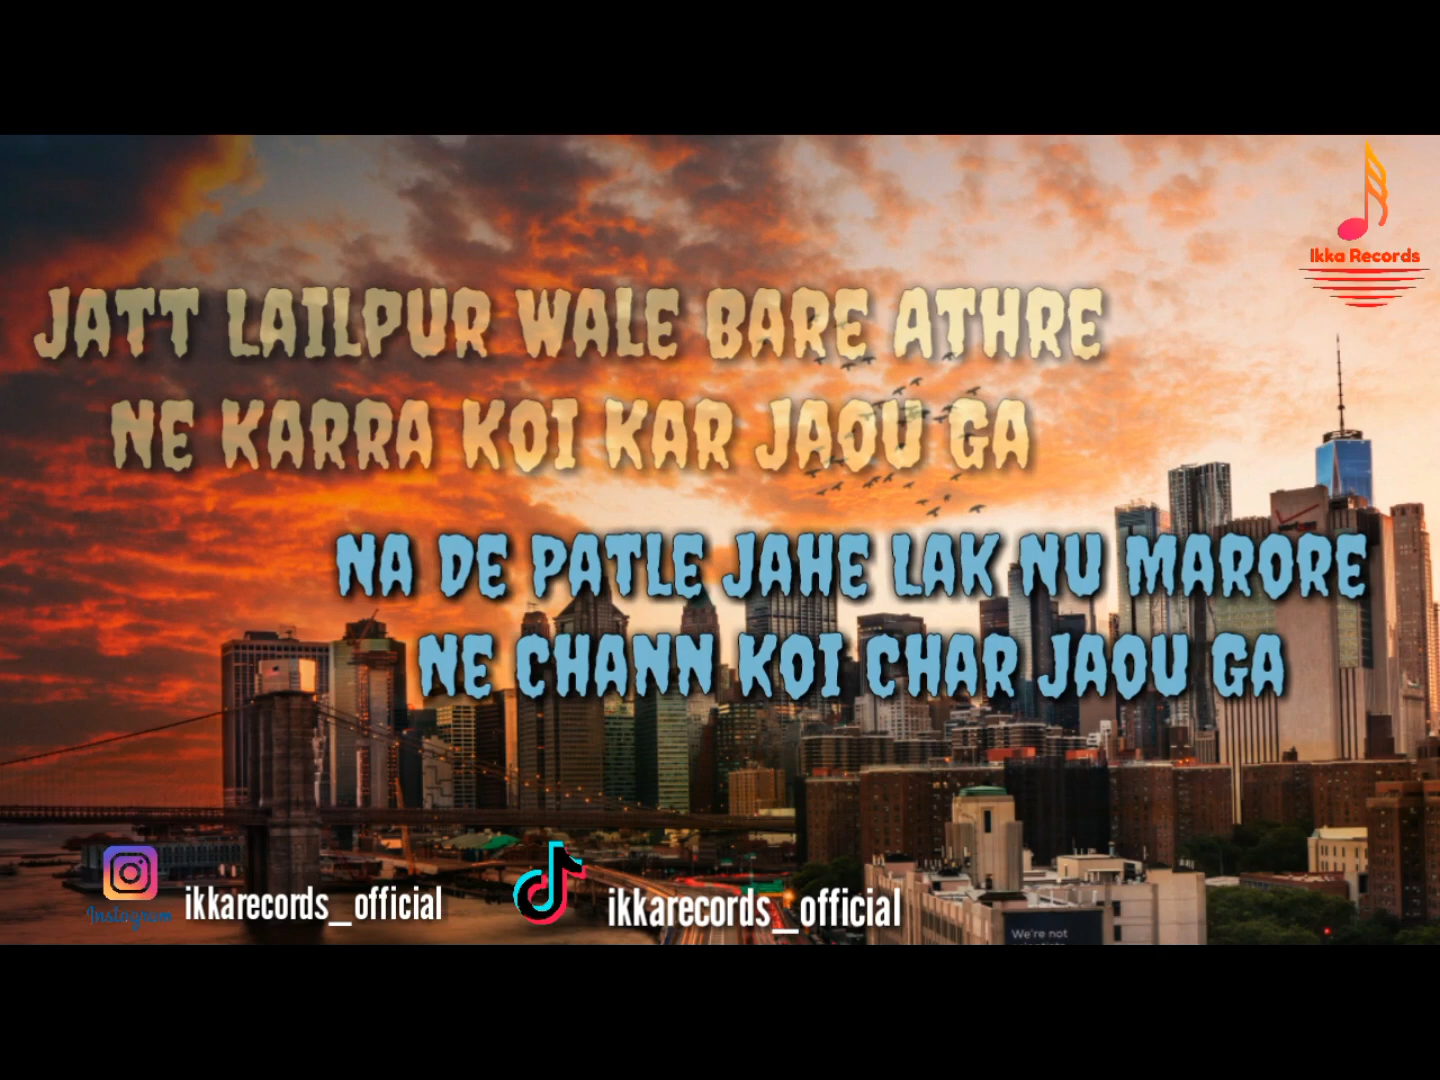 Ikka Records
JATT LAILPUR WALE BARE ATHRE
NE KARRA KOI KAR JAOU GA
NA DE PATLE JAHE LAK NU MARORE
NE CHANN KOI CHAR JAOU GA
verizon
Instagram
ikkarecords_official
ikkarecords_official
We're not